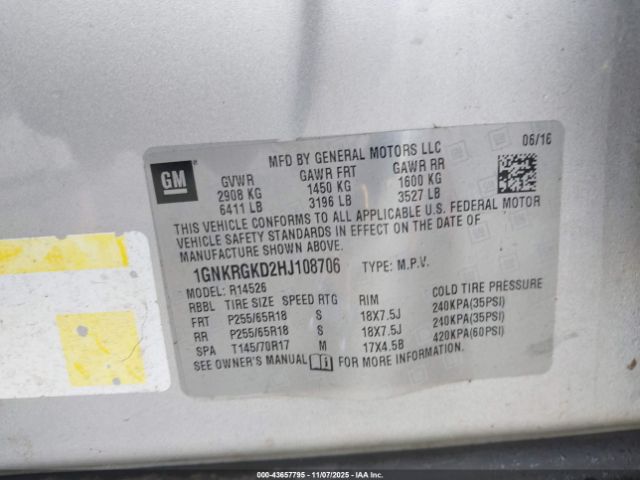 GM
MFD BY GENERAL MOTORS LLC 06/16
GVWR GAWR FRT GAWR RR
2908 KG 1450 KG 1600 KG
6411 LB 3196 LB 3527 LB
THIS VEHICLE CONFORMS TO ALL APPLICABLE U.S. FEDERAL MOTOR
VEHICLE SAFETY STANDARDS IN EFFECT ON THE DATE OF
MANUFACTURE SHOWN ABOVE.
1GNKRGKD2HJ108706 TYPE: M.P.V.
MODEL: R14526
RBBL TIRE SIZE SPEED RTG RIM COLD TIRE PRESSURE
FRT P255/65R18 S 18X7.5J 240KPA(35PSI)
RR P255/65R18 S 18X7.5J 240KPA(35PSI)
SPA T145/70R17 M 17X4.5B 420KPA(60PSI)
SEE OWNER'S MANUAL FOR MORE INFORMATION.
© 43657795 - 11/07/2025 - IAAI.COM